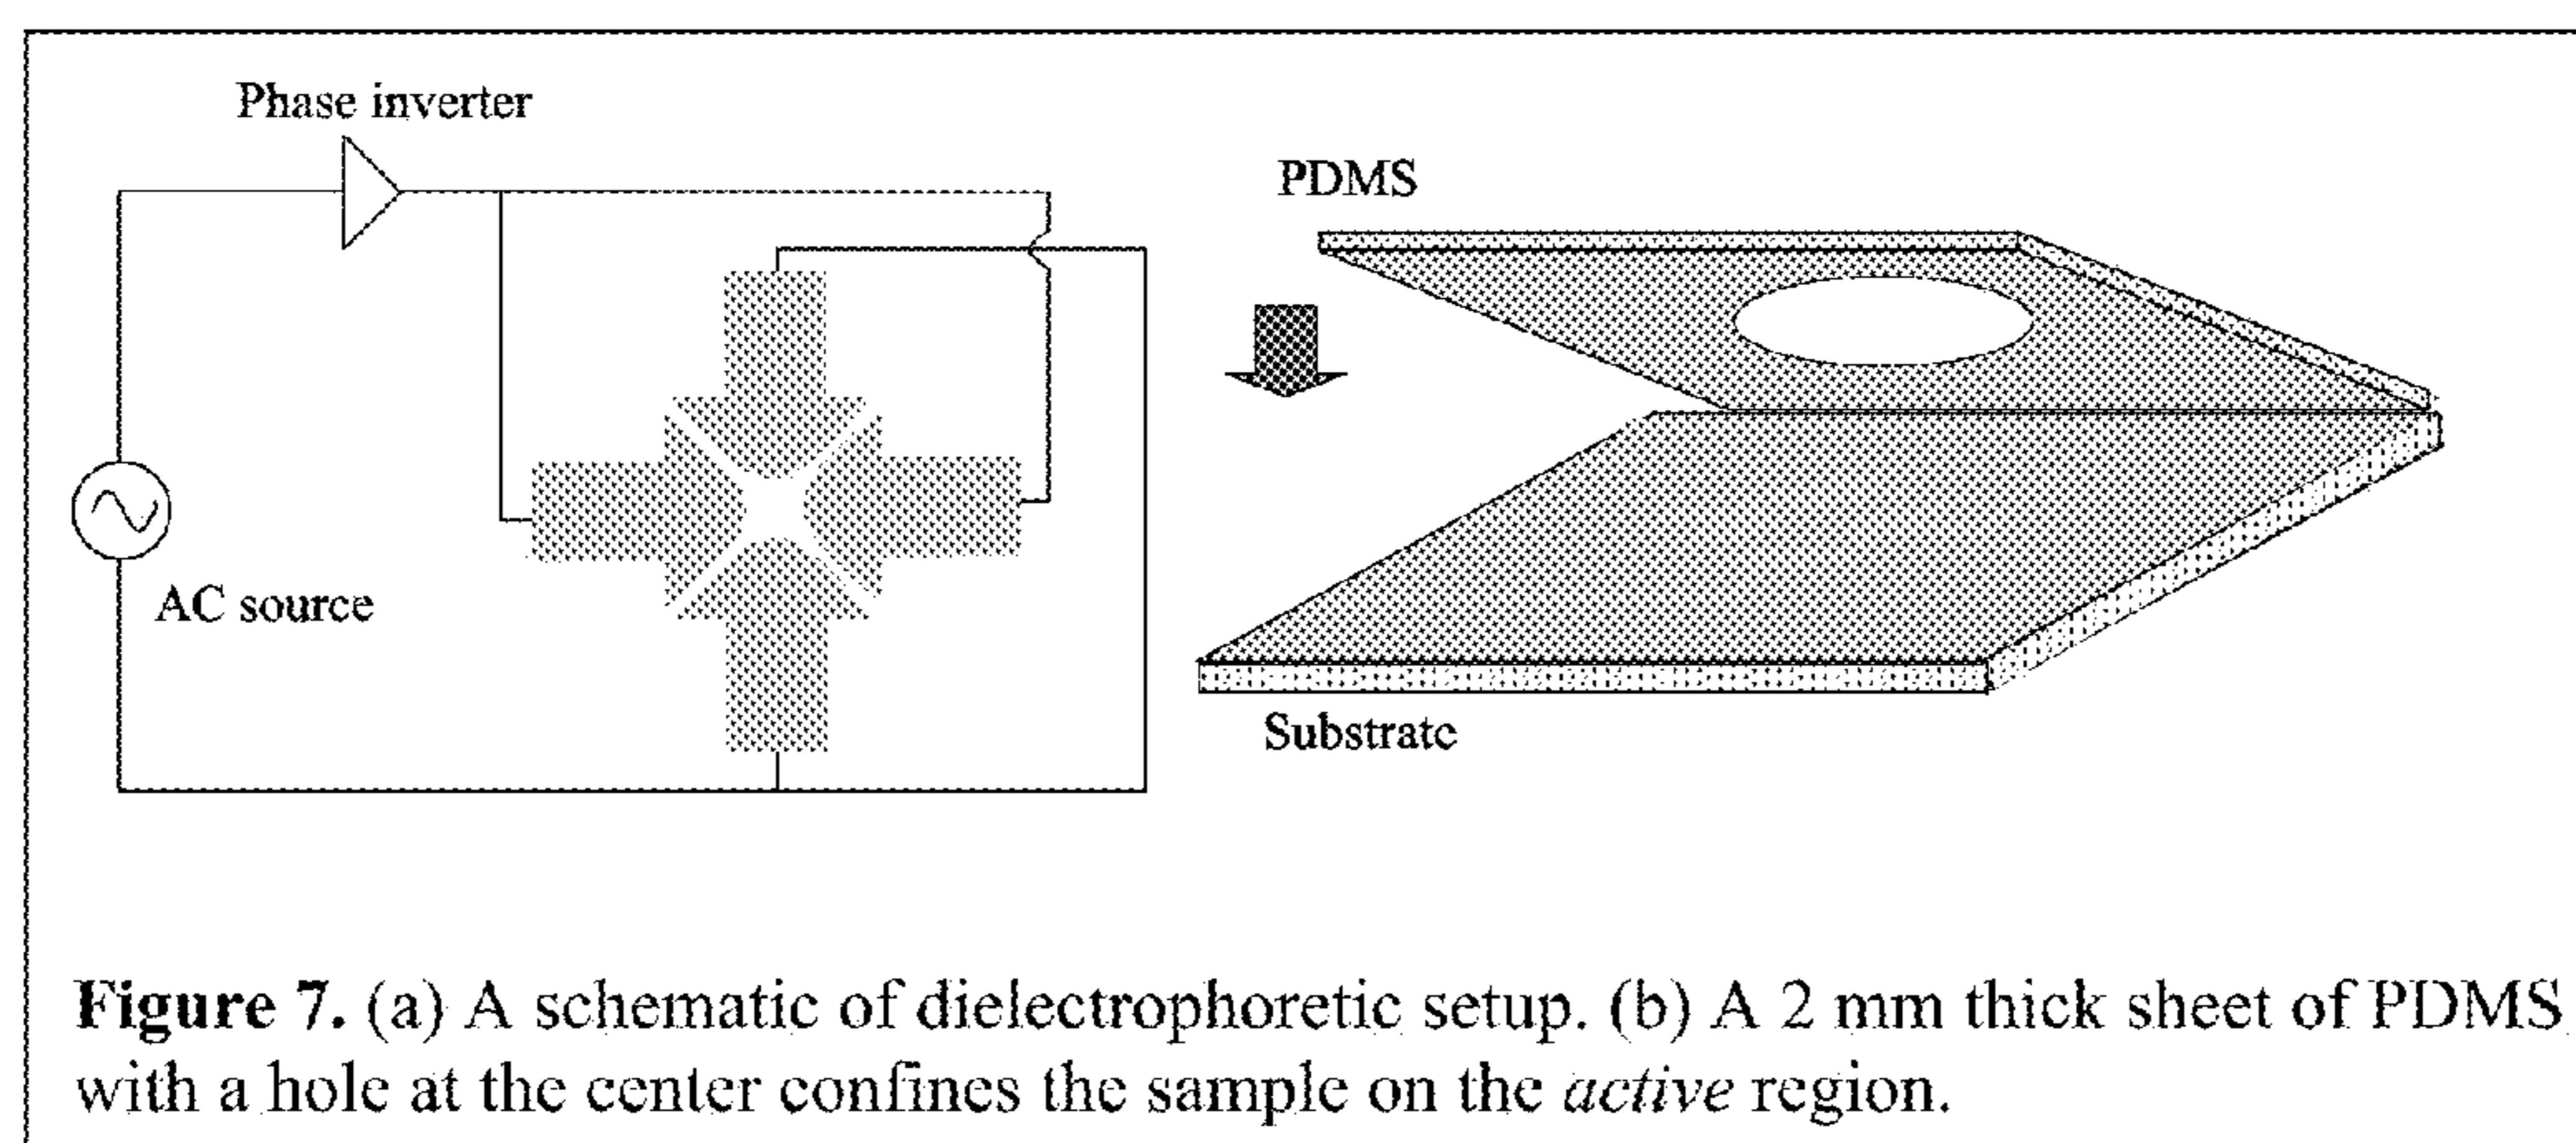 Phase inverter
PDMS
AC source
Substrate
Figure 7. (a) A schematic of dielectrophoretic setup. (b) A 2 mm thick sheet of PDMS
with a hole at the center confines the sample on the active region.